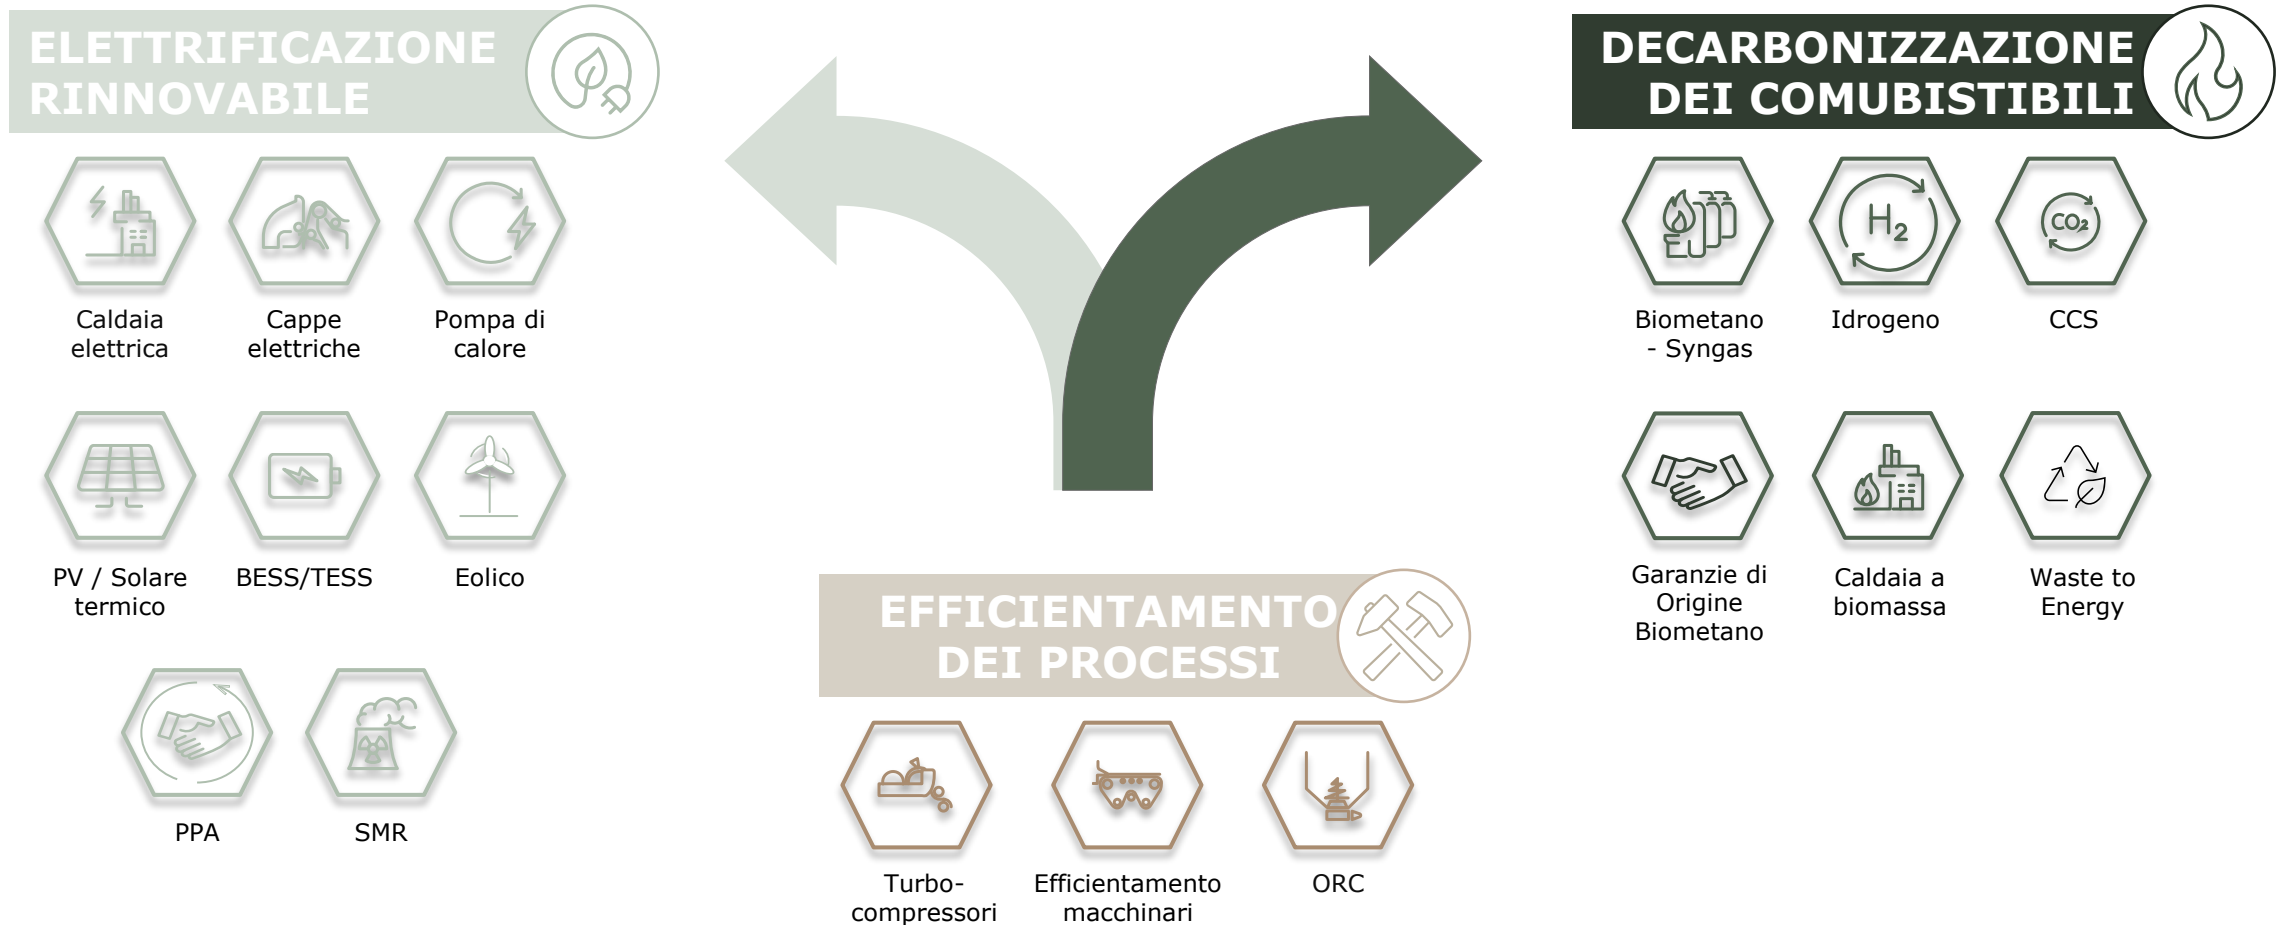 ELETTRIFICAZIONE
RINNOVABILE
Caldaia
elettrica
Cappe
elettriche
Pompa di
calore
PV / Solare
termico
BESS/TESS
Eolico
PPA
SMR
EFFICIENTAMENTO
DEI PROCESSI
Turbo-
compressori
Efficientamento
macchinari
ORC
DECARBONIZZAZIONE
DEI COMUBISTIBILI
H2
CO2
Biometano
- Syngas
Idrogeno
CCS
Garanzie di
Origine
Biometano
Caldaia a
biomassa
Waste to
Energy